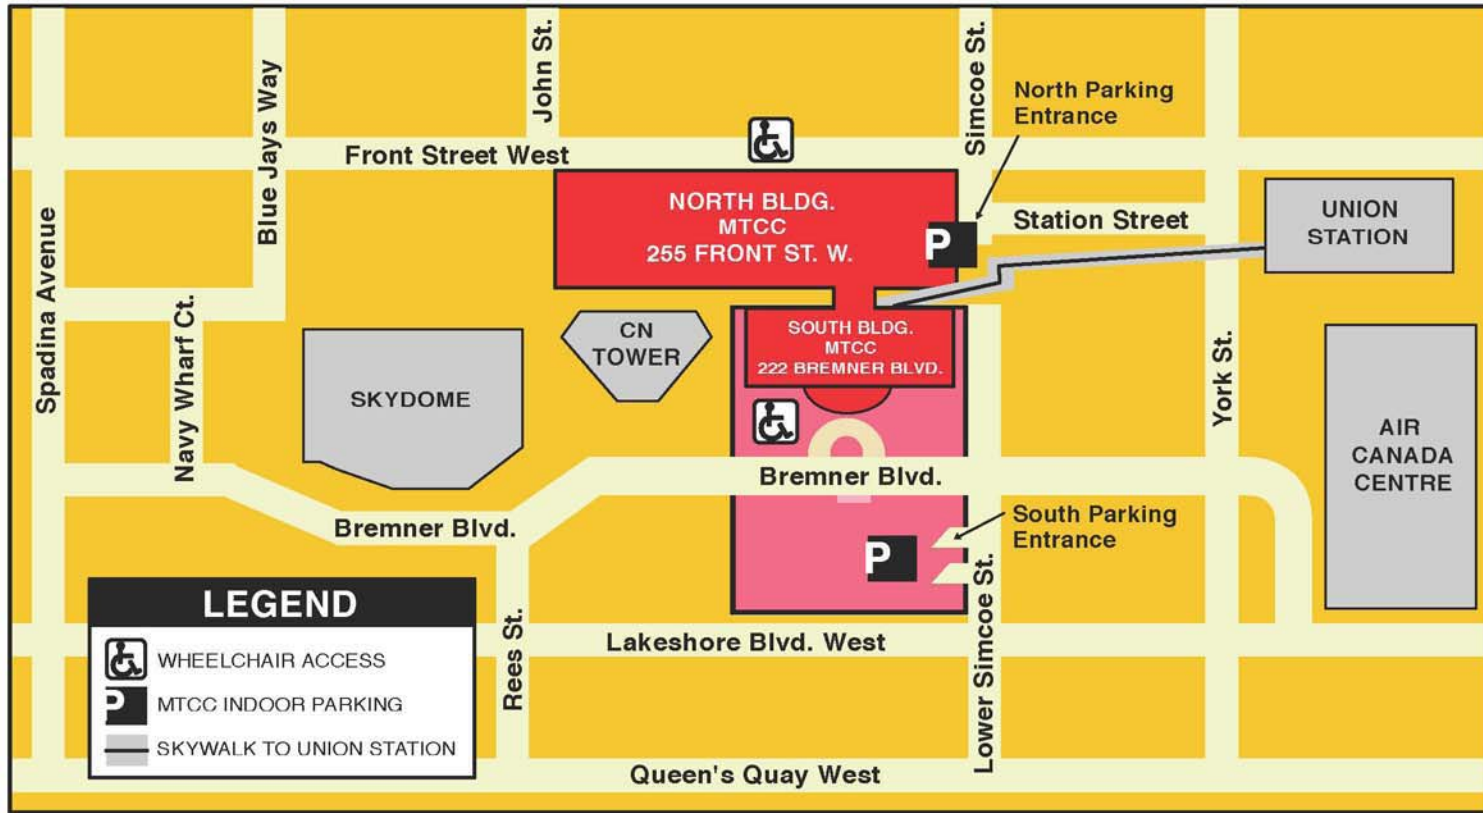 John St.
Simcoe St.
Blue Jays Way
North Parking
Entrance
Front Street West
NORTH BLDG.
MTCC
255 FRONT ST. W.
P
Station Street
UNION
STATION
Spadina Avenue
Navy Wharf Ct.
SKYDOME
CN
TOWER
SOUTH BLDG.
MTCC
222 BREMNER BLVD.
York St.
AIR
CANADA
CENTRE
Bremner Blvd.
Bremner Blvd.
South Parking
Entrance
P
Lower Simcoe St.
Rees St.
Lakeshore Blvd. West
Queen's Quay West
LEGEND
WHEELCHAIR ACCESS
P
MTCC INDOOR PARKING
SKYWALK TO UNION STATION